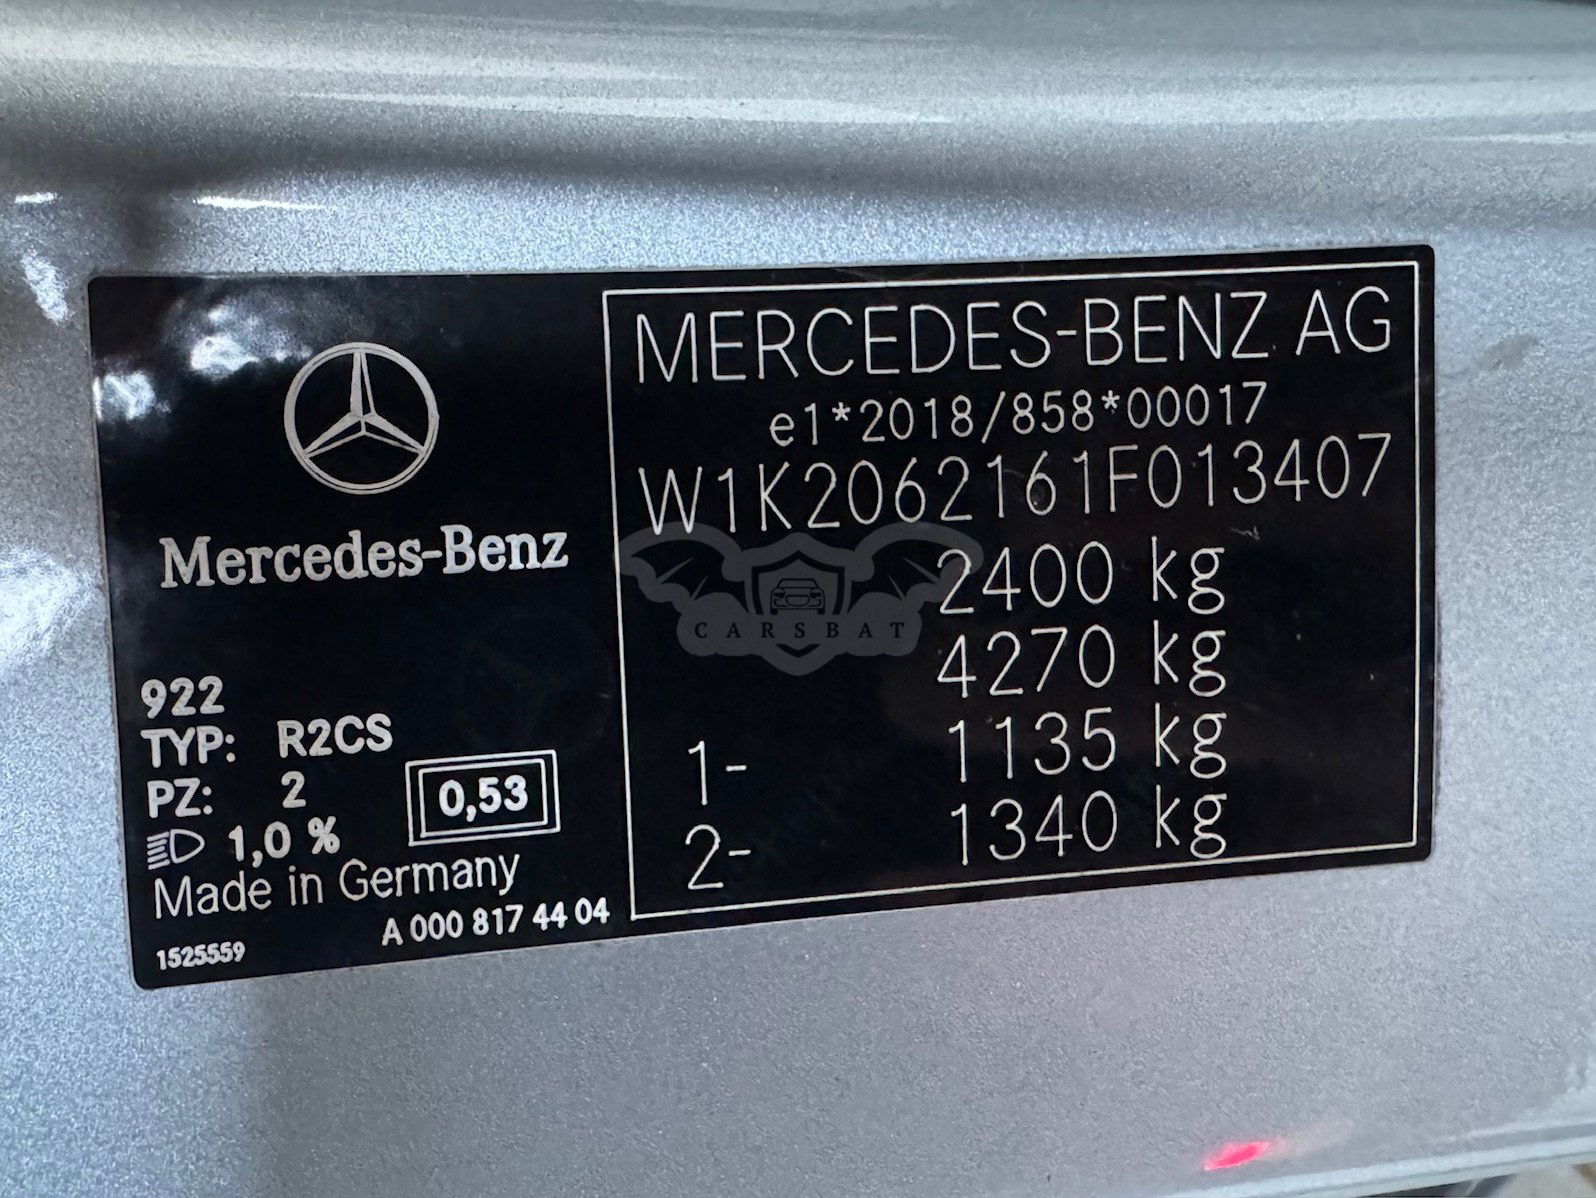 Mercedes-Benz
922
TYP: R2CS
PZ: 2
1,0 %
0,53
Made in Germany
A 000 817 44 04
1525559
MERCEDES-BENZ AG
e1*2018/858*00017
W1K2062161F013407
2400 kg
4270 kg
1- 1135 kg
2- 1340 kg
CARSBAT